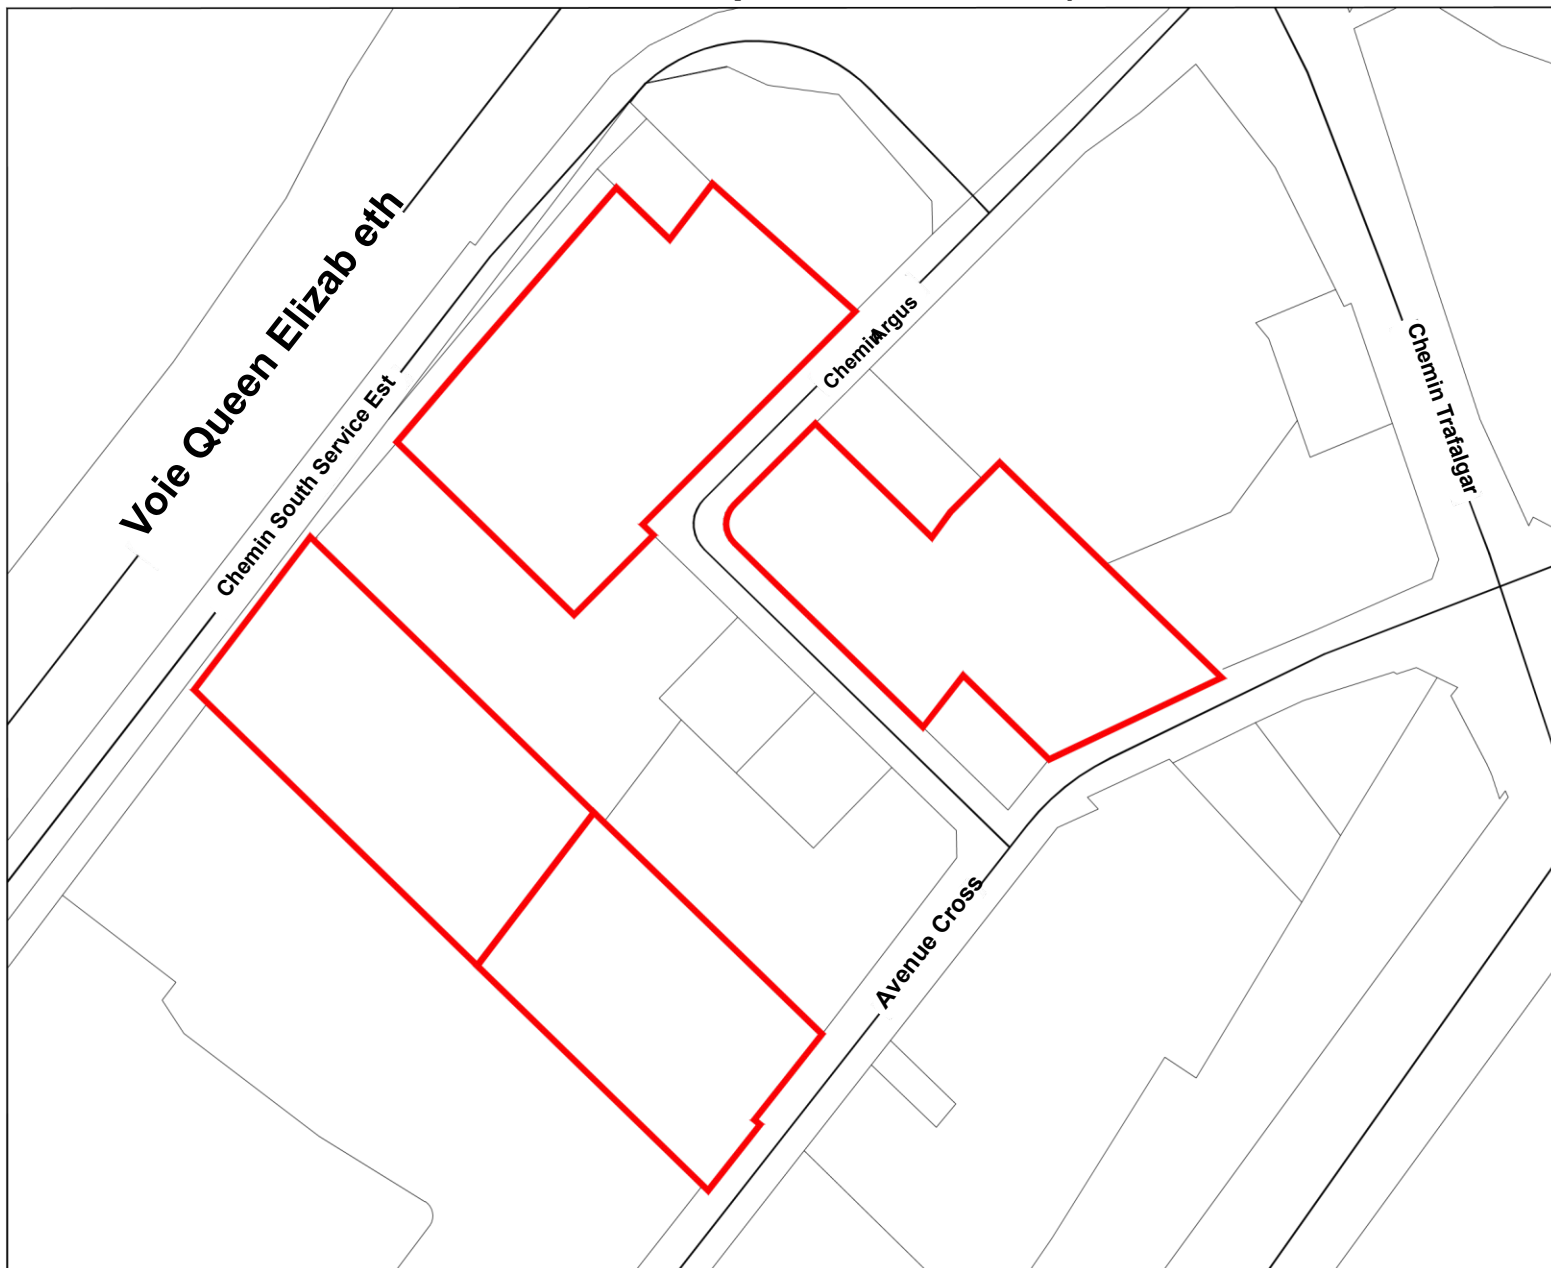 Voie Queen Elizab eth
Chemin South Service Est
Chemin Argus
Chemin Trafalgar
Avenue Cross